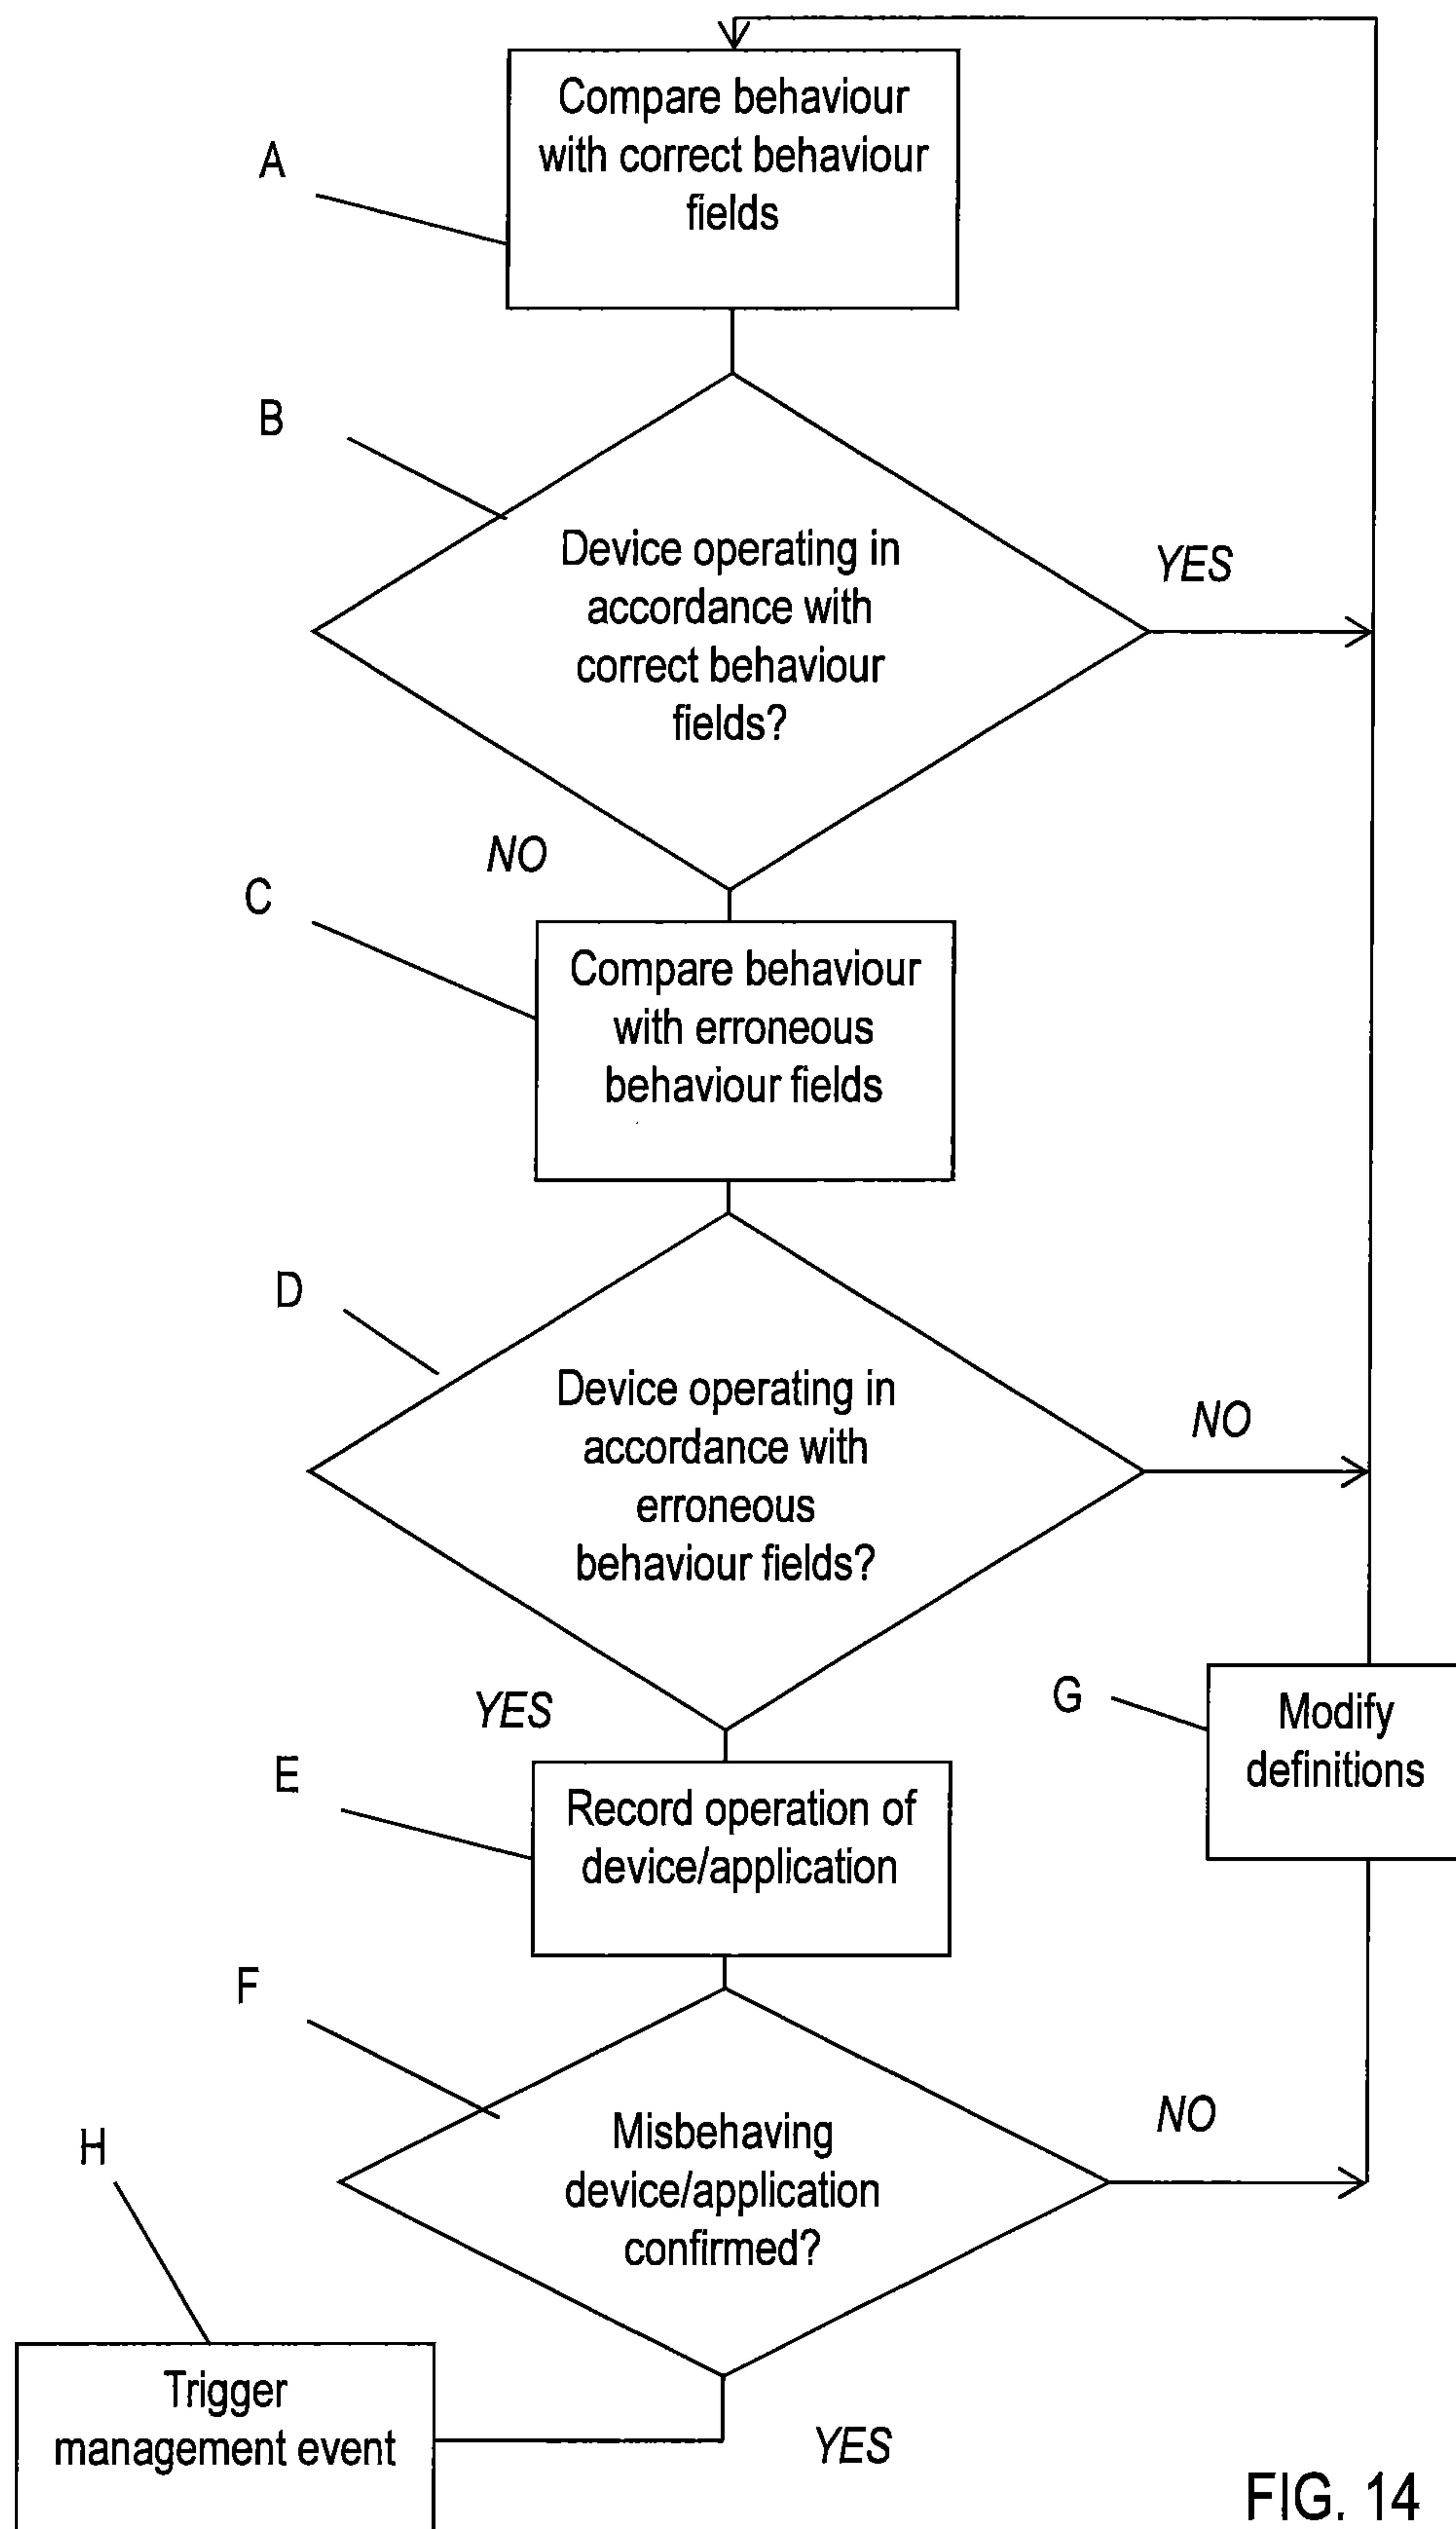 A
Compare behaviour
with correct behaviour
fields
B
Device operating in
accordance with
correct behaviour
fields?
YES
NO
C
Compare behaviour
with erroneous
behaviour fields
D
Device operating in
accordance with
erroneous
behaviour fields?
NO
YES
G
Modify
definitions
E
Record operation of
device/application
F
Misbehaving
device/application
confirmed?
NO
H
Trigger
management event
YES
FIG. 14